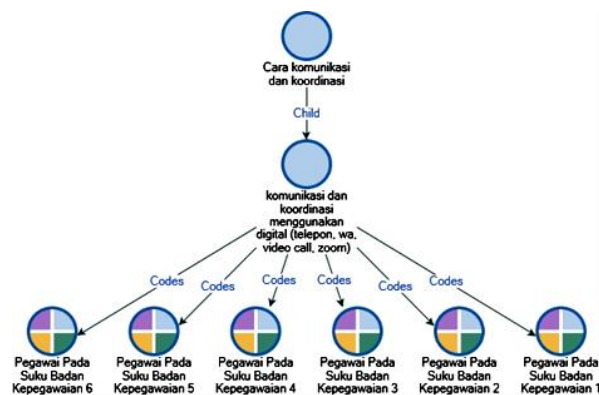 Cara komunikasi
dan koordinasi
Child
komunikasi dan
koordinasi
menggunakan
digital (telepon, wa,
video call, zoom)
Codes Codes Codes Codes Codes Codes
Pegawai Pada
Suku Badan
Kepegawaian 6
Pegawai Pada
Suku Badan
Kepegawaian 5
Pegawai Pada
Suku Badan
Kepegawaian 4
Pegawai Pada
Suku Badan
Kepegawaian 3
Pegawai Pada
Suku Badan
Kepegawaian 2
Pegawai Pada
Suku Badan
Kepegawaian 1